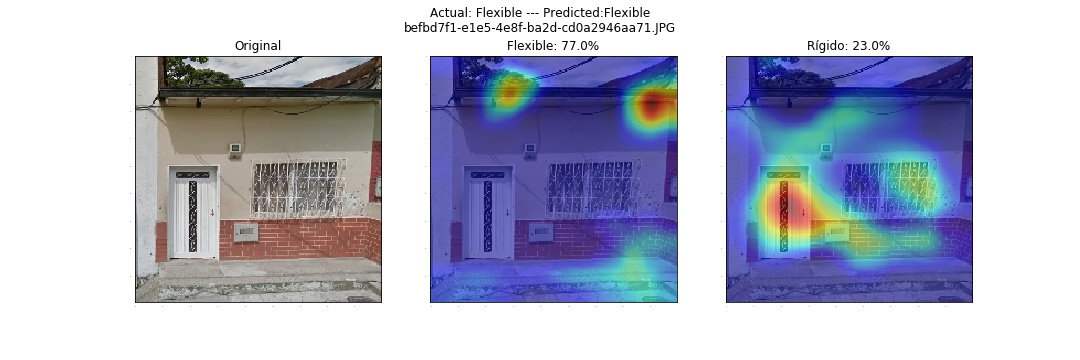 Actual: Flexible --- Predicted:Flexible
befbd7f1-e1e5-4e8f-ba2d-cd0a2946aa71.JPG
Original
Flexible: 77.0%
Rígido: 23.0%